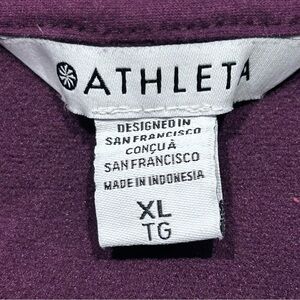 ATHLETA
DESIGNED IN
SAN FRANCISCO
CONÇU À
SAN FRANCISCO
MADE IN INDONESIA
XL
TG